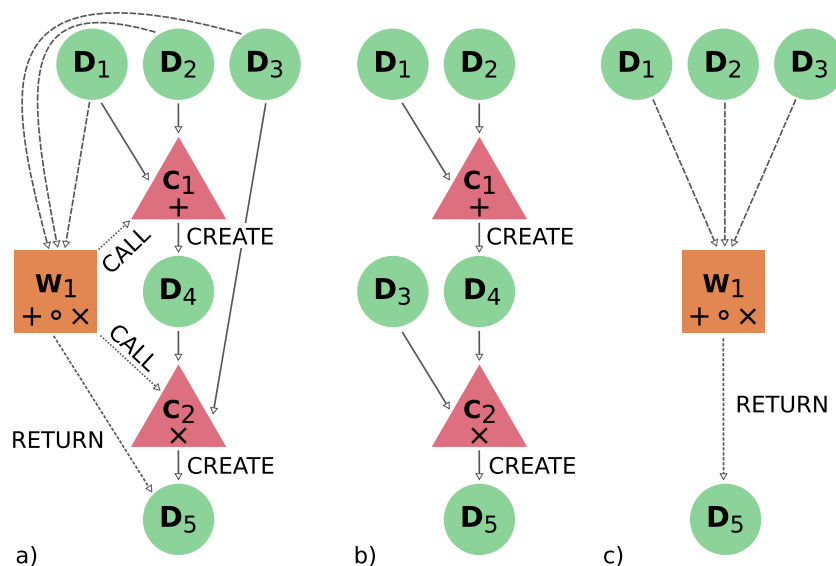 D1 D2 D3
C1
+
CALL
CREATE
W1
+ ∘ ×
D4
CALL
C2
×
RETURN
CREATE
D5
a)
D1 D2
C1
+
CREATE
D3 D4
C2
×
CREATE
D5
b)
D1 D2 D3
W1
+ ∘ ×
RETURN
D5
c)